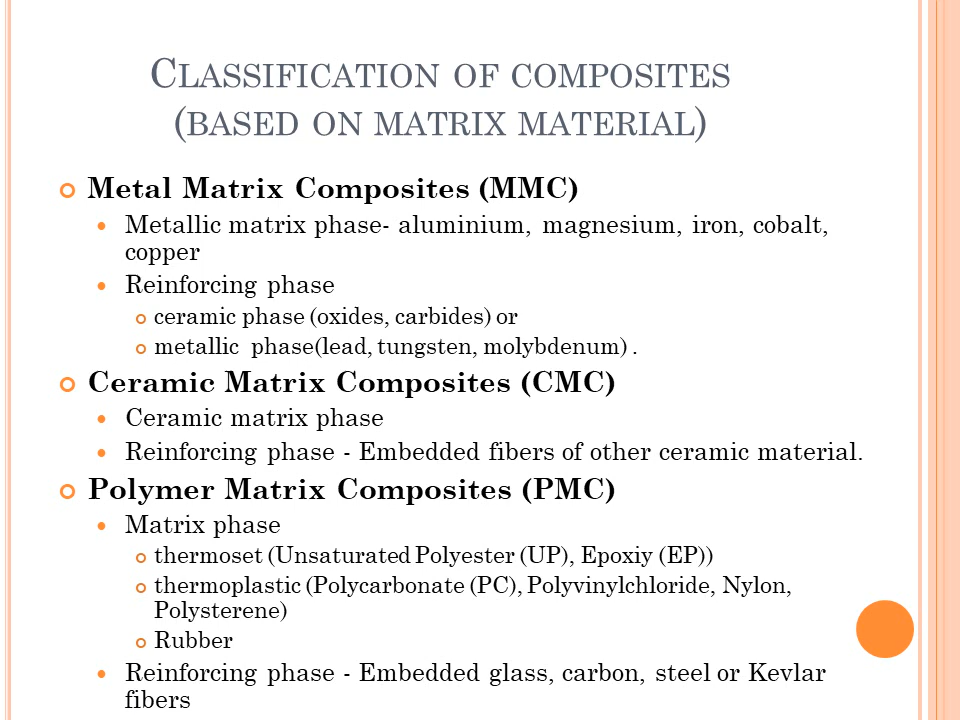 CLASSIFICATION OF COMPOSITES
(BASED ON MATRIX MATERIAL)
Metal Matrix Composites (MMC)
Metallic matrix phase- aluminium, magnesium, iron, cobalt,
copper
Reinforcing phase
ceramic phase (oxides, carbides) or
metallic phase(lead, tungsten, molybdenum) .
Ceramic Matrix Composites (CMC)
Ceramic matrix phase
Reinforcing phase - Embedded fibers of other ceramic material.
Polymer Matrix Composites (PMC)
Matrix phase
thermoset (Unsaturated Polyester (UP), Epoxiy (EP))
thermoplastic (Polycarbonate (PC), Polyvinylchloride, Nylon,
Polysterene)
Rubber
Reinforcing phase - Embedded glass, carbon, steel or Kevlar
fibers